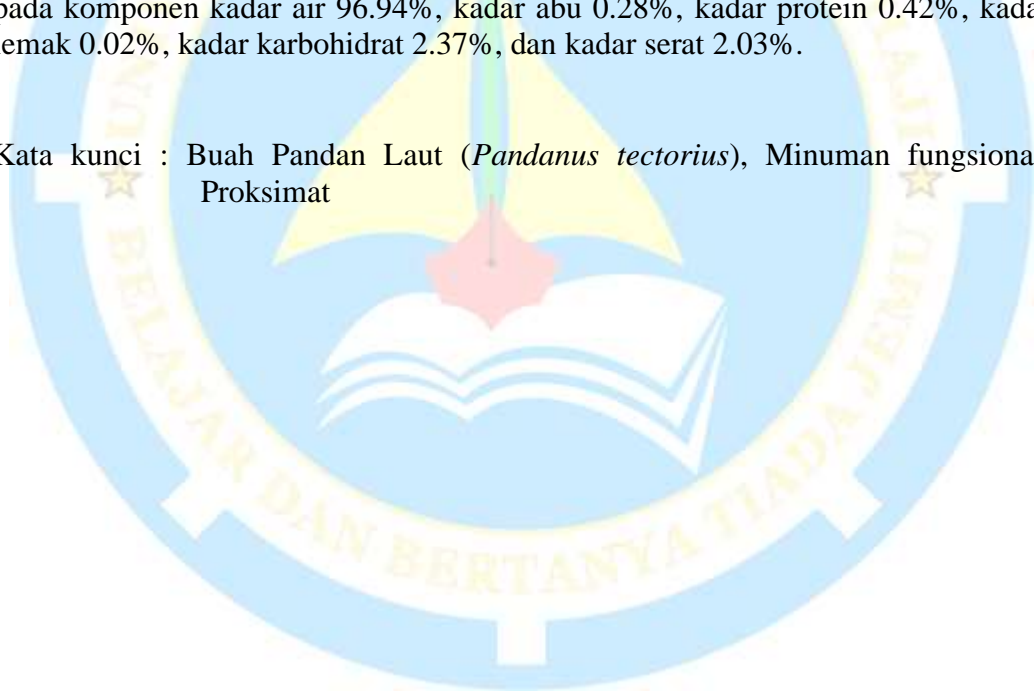 pada komponen kadar air 96.94%, kadar abu 0.28%, kadar protein 0.42%, kada
lemak 0.02%, kadar karbohidrat 2.37%, dan kadar serat 2.03%.
Kata kunci : Buah Pandan Laut (Pandanus tectorius), Minuman fungsiona
Proksimat
BELAJAR DAN BERTANYA TIADA JEMU